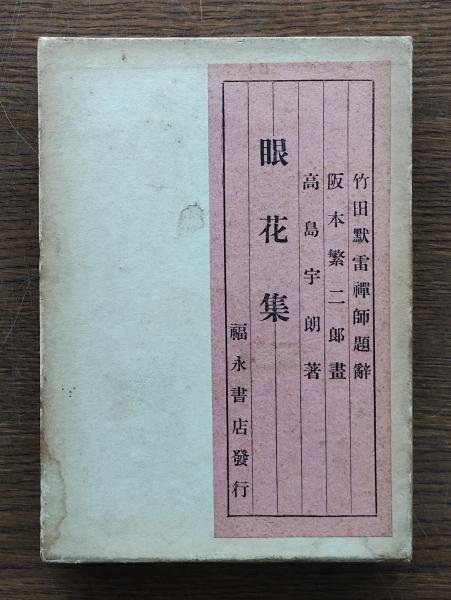 竹田默雷禪師題辭
阪本繁二郎畫
高島宇朗著
眼花集
福永書店發行